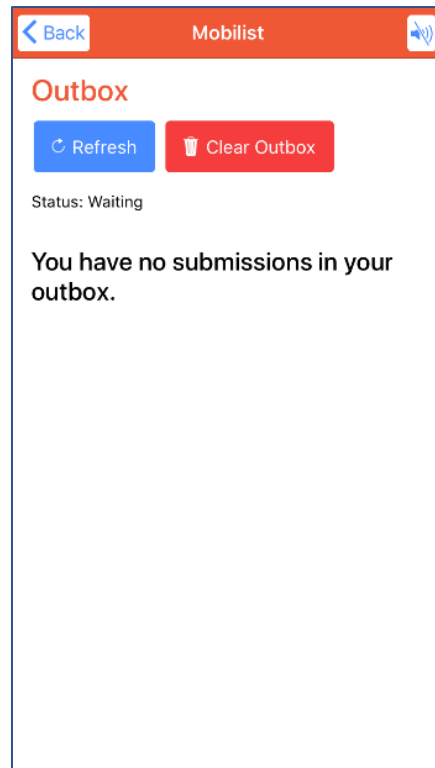 Back
Mobilist
Outbox
Refresh
Clear Outbox
Status: Waiting
You have no submissions in your
outbox.